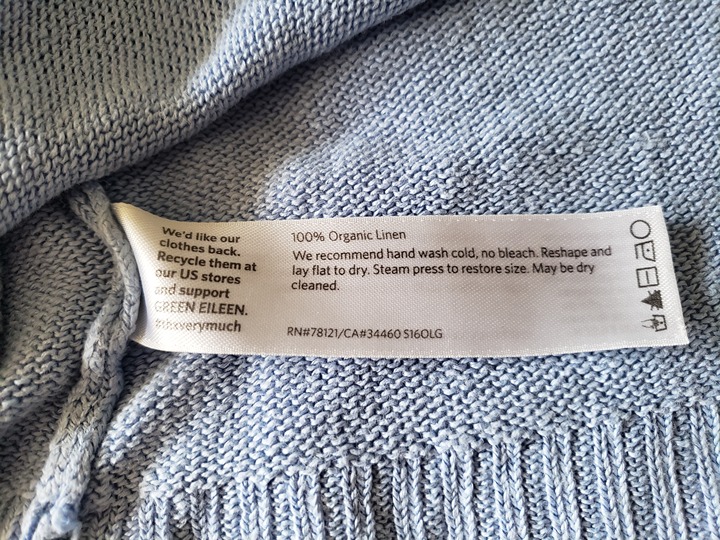 We'd like our
clothes back.
Recycle them at
our US stores
and support
GREEN EILEEN.
#thxverymuch
100% Organic Linen
We recommend hand wash cold, no bleach. Reshape and
lay flat to dry. Steam press to restore size. May be dry
cleaned.
RN#78121/CA#34460 S16OLG